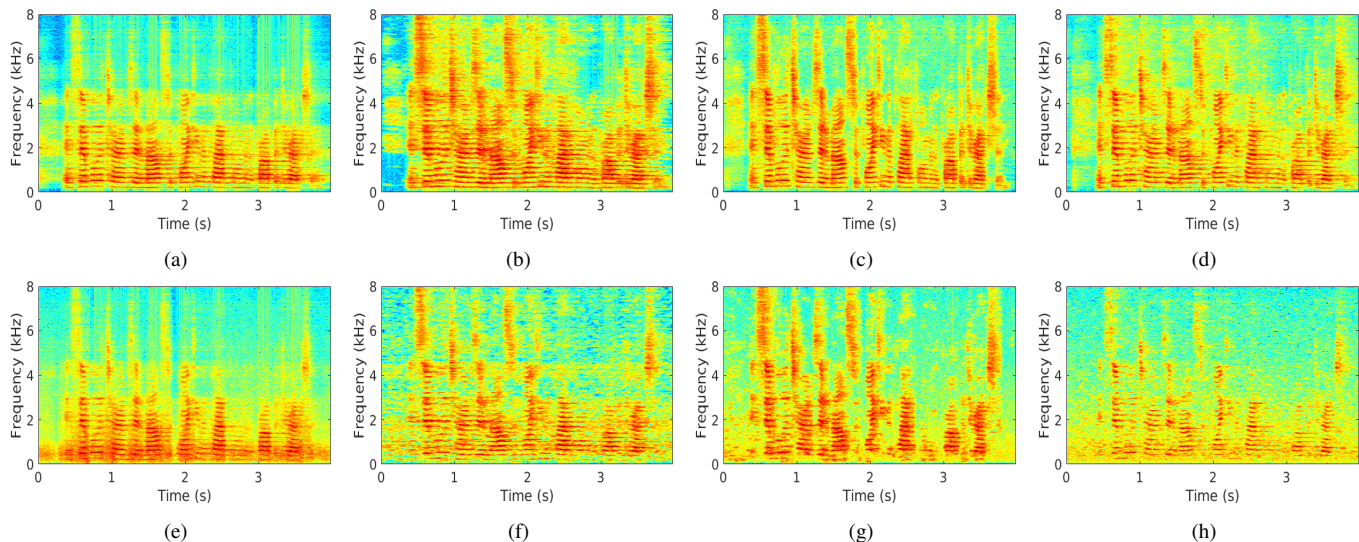 8 8 8 8
Frequency (kHz) Frequency (kHz) Frequency (kHz) Frequency (kHz)
6 6 6 6
4 4 4 4
2 2 2 2
0 0 0 0
0 1 2 3 0 1 2 3 0 1 2 3 0 1 2 3
Time (s) Time (s) Time (s) Time (s)
(a) (b) (c) (d)
8 8 8 8
Frequency (kHz) Frequency (kHz) Frequency (kHz) Frequency (kHz)
6 6 6 6
4 4 4 4
2 2 2 2
0 0 0 0
0 1 2 3 0 1 2 3 0 1 2 3 0 1 2 3
Time (s) Time (s) Time (s) Time (s)
(e) (f) (g) (h)